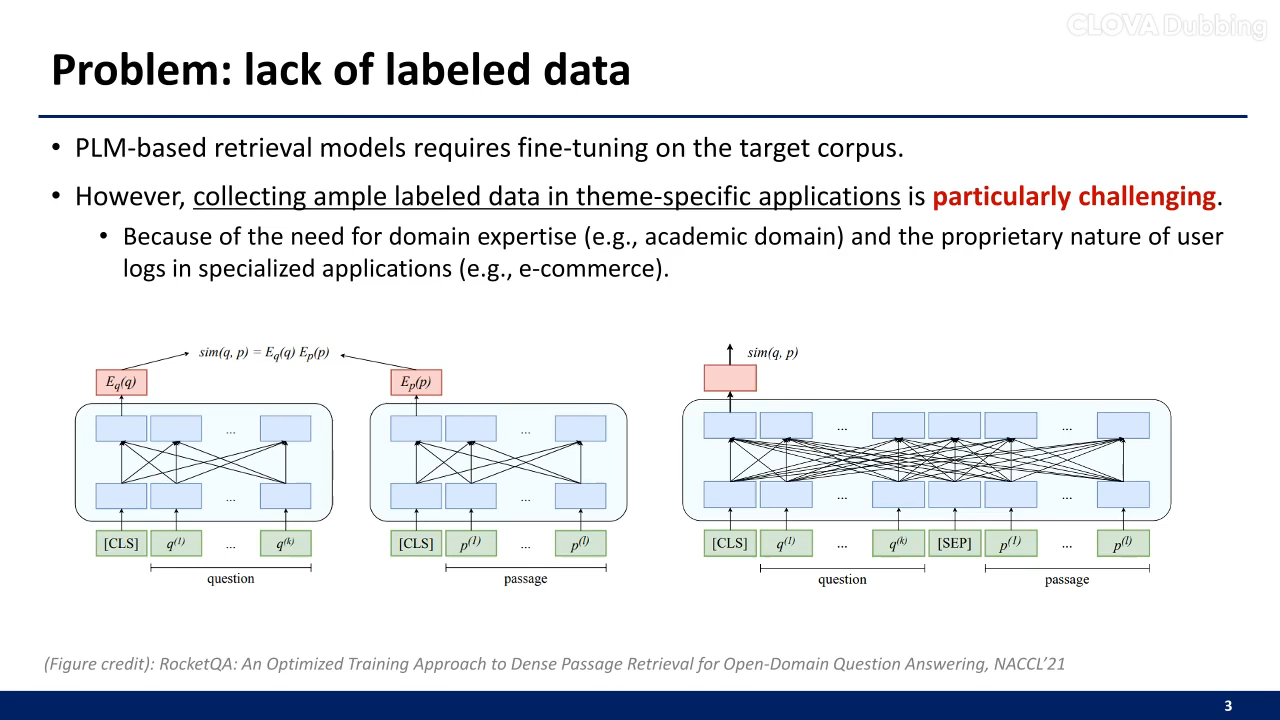 CLOVA Dubbing
Problem: lack of labeled data
• PLM-based retrieval models requires fine-tuning on the target corpus.
• However, collecting ample labeled data in theme-specific applications is particularly challenging.
• Because of the need for domain expertise (e.g., academic domain) and the proprietary nature of user
logs in specialized applications (e.g., e-commerce).
sim(q, p) = E_q(q) E_p(p)
E_q(q)
E_p(p)
... ...
... ...
[CLS] q^(1) ... q^(k)
question
[CLS] p^(1) ... p^(l)
passage
sim(q, p)
... ...
... ...
[CLS] q^(1) ... q^(k) [SEP] p^(1) ... p^(l)
question passage
(Figure credit): RocketQA: An Optimized Training Approach to Dense Passage Retrieval for Open-Domain Question Answering, NACCL’21
3